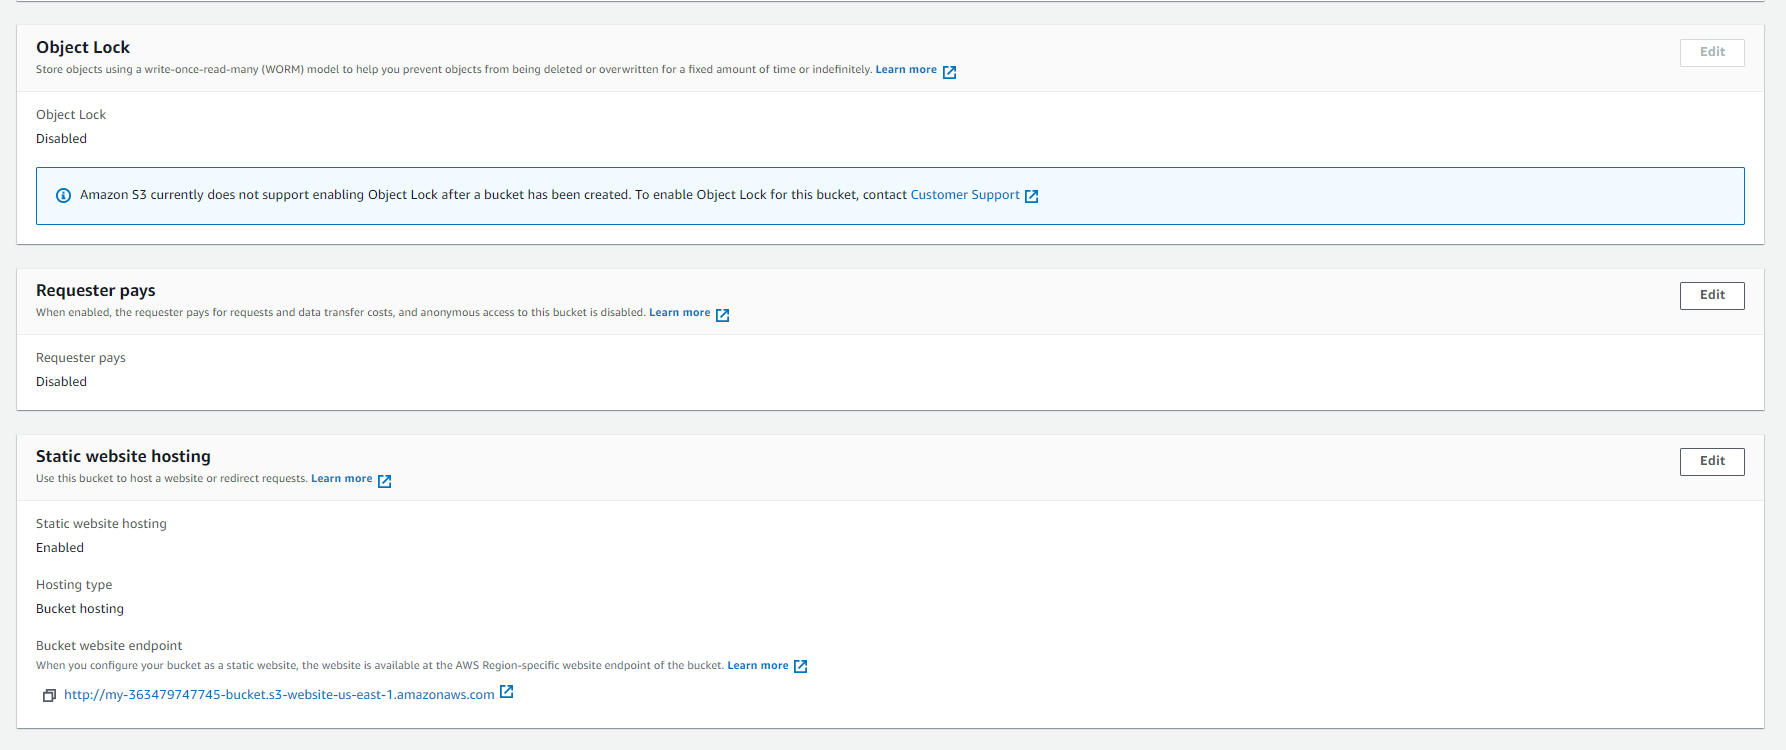 Object Lock
Edit
Store objects using a write-once-read-many (WORM) model to help you prevent objects from being deleted or overwritten for a fixed amount of time or indefinitely. Learn more
Object Lock
Disabled
Amazon S3 currently does not support enabling Object Lock after a bucket has been created. To enable Object Lock for this bucket, contact Customer Support
Requester pays
Edit
When enabled, the requester pays for requests and data transfer costs, and anonymous access to this bucket is disabled. Learn more
Requester pays
Disabled
Static website hosting
Edit
Use this bucket to host a website or redirect requests. Learn more
Static website hosting
Enabled
Hosting type
Bucket hosting
Bucket website endpoint
When you configure your bucket as a static website, the website is available at the AWS Region-specific website endpoint of the bucket. Learn more
http://my-363479747745-bucket.s3-website-us-east-1.amazonaws.com